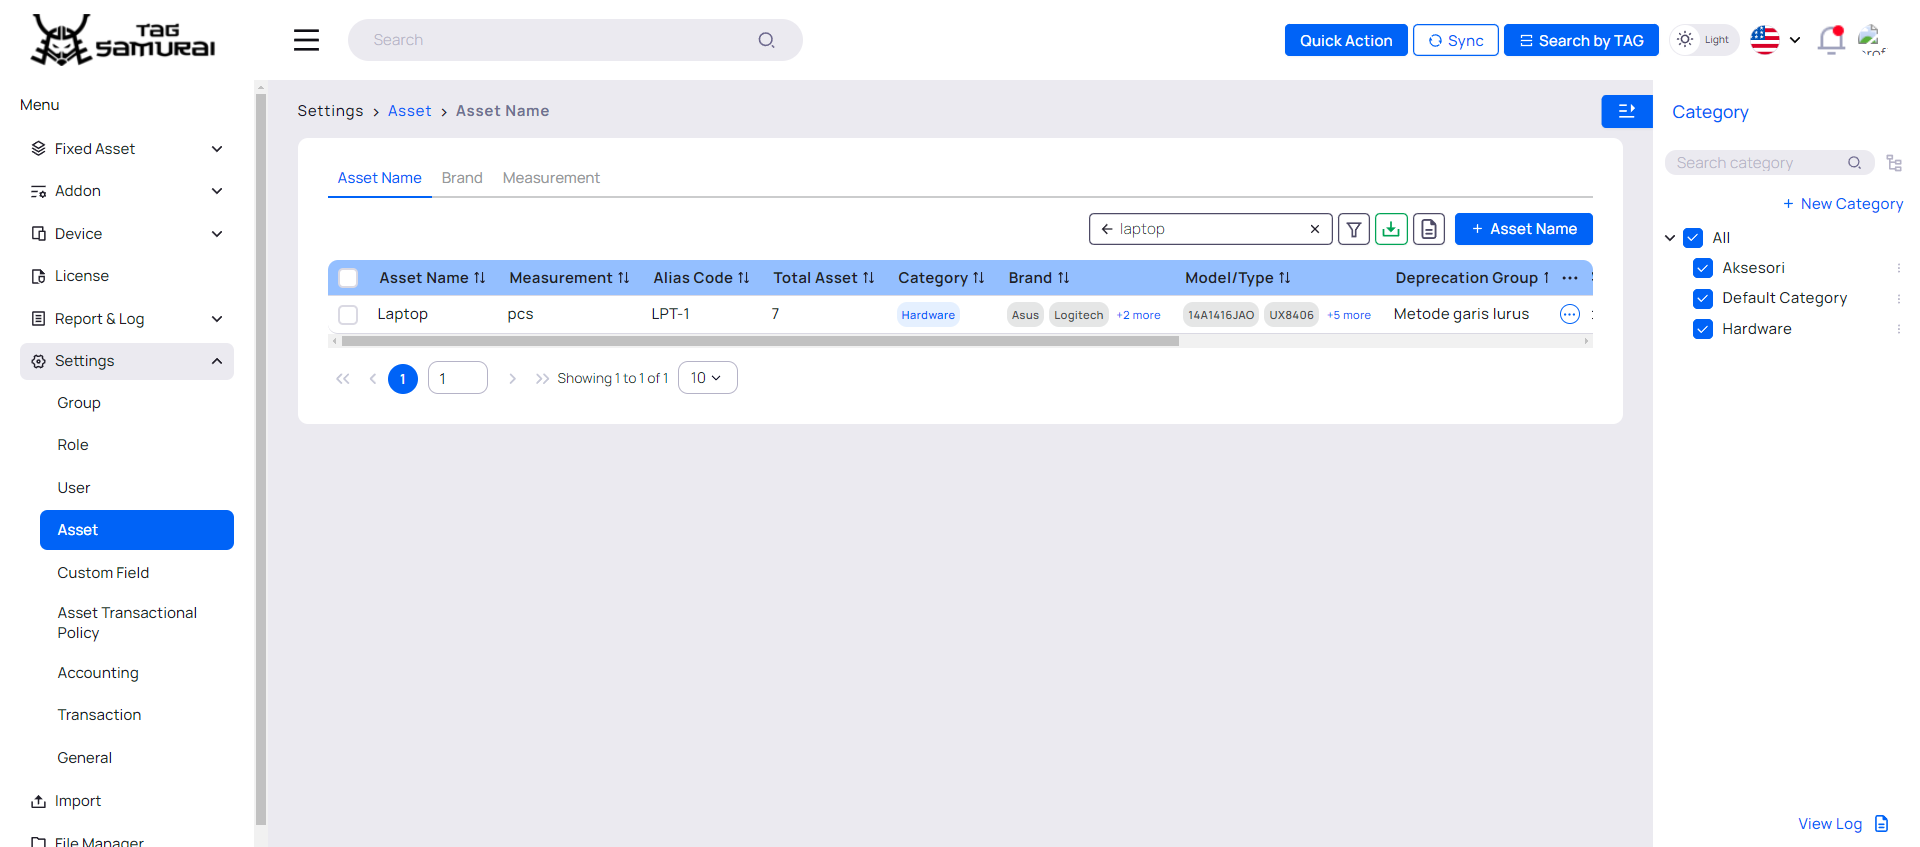 TAG SAMURAI
Search
Quick Action
Sync
Search by TAG
Light
prof
Menu
Fixed Asset
Addon
Device
License
Report & Log
Settings
Group
Role
User
Asset
Custom Field
Asset Transactional
Policy
Accounting
Transaction
General
Import
File Manager
Settings > Asset > Asset Name
Asset Name Brand Measurement
laptop
+ Asset Name
Asset Name Measurement Alias Code Total Asset Category Brand Model/Type Deprecation Group
Laptop pcs LPT-1 7 Hardware Asus Logitech +2 more 14A1416JAO UX8406 +5 more Metode garis lurus
1 1 Showing 1 to 1 of 1 10
Category
Search category
+ New Category
All
Aksesori
Default Category
Hardware
View Log